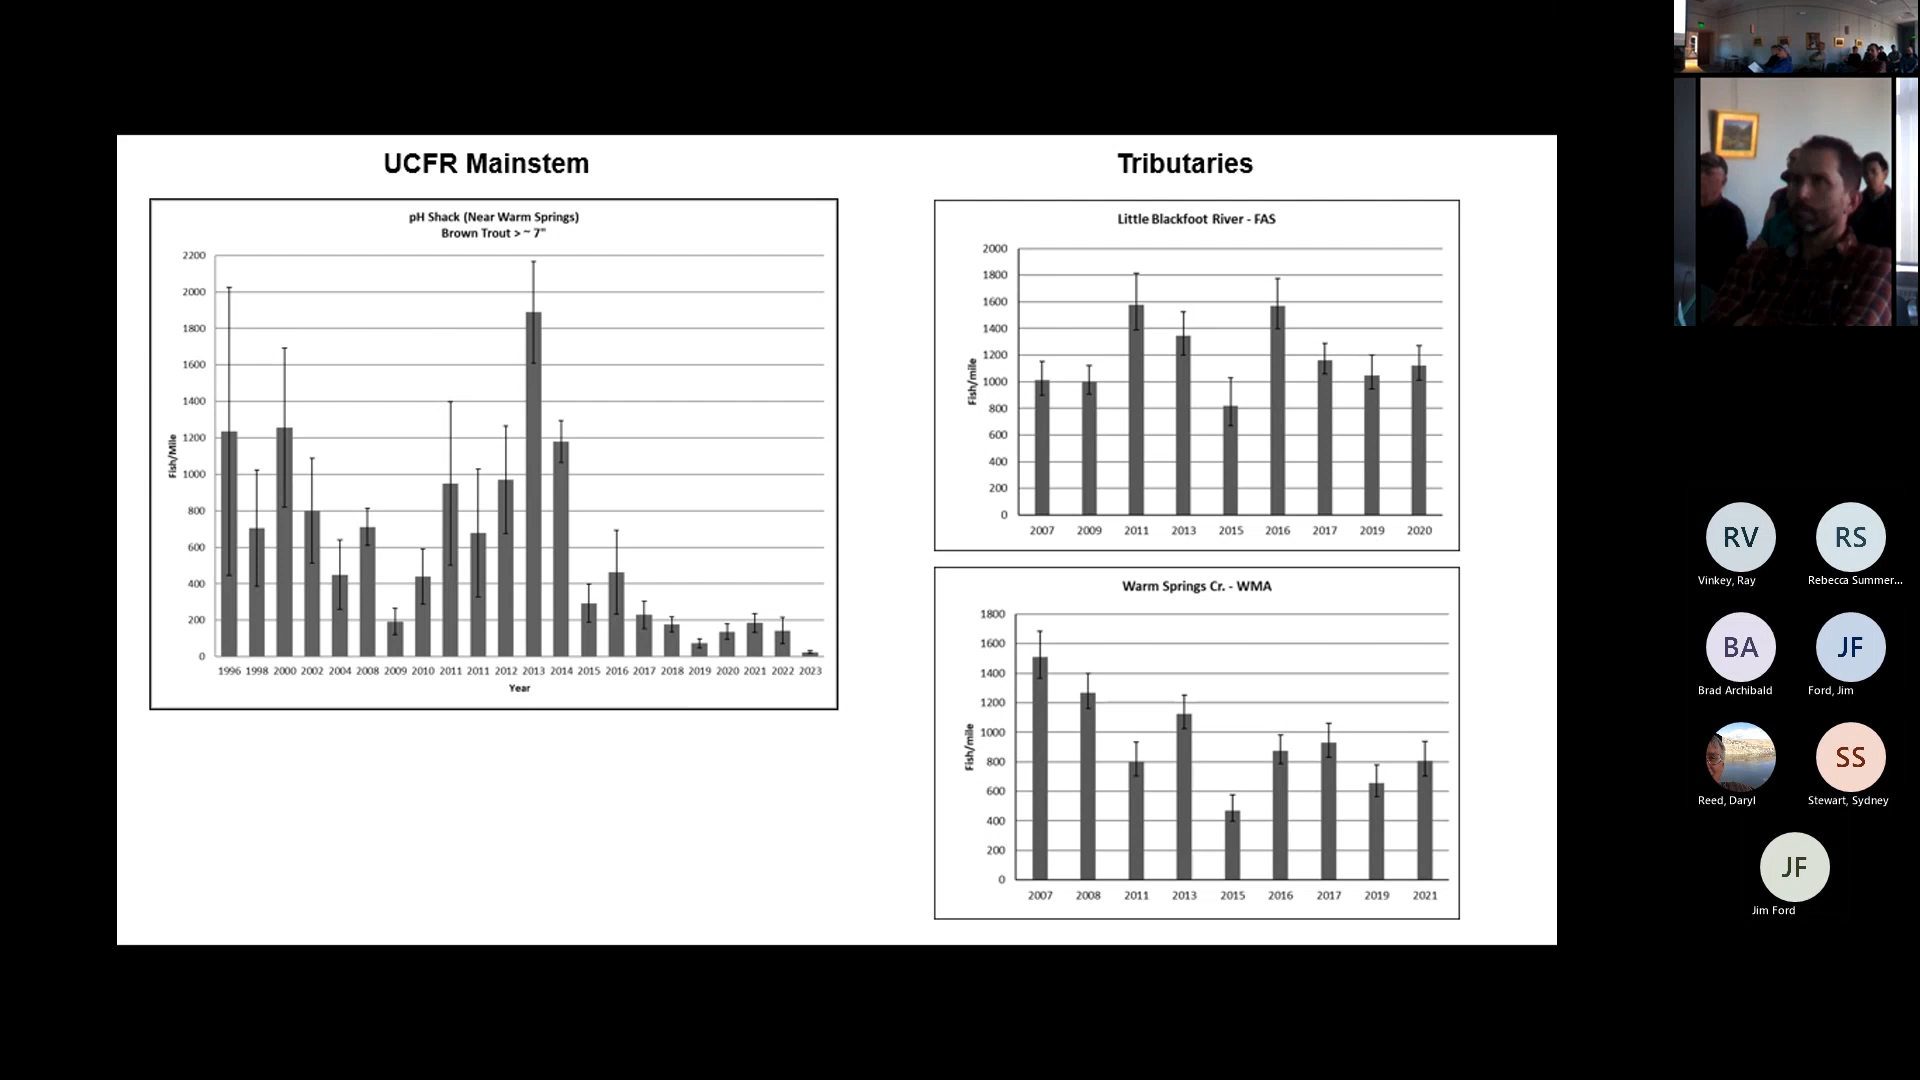 UCFR Mainstem
pH Shack (Near Warm Springs)
Brown Trout > ~ 7"
Fish/Mile
2200
2000
1800
1600
1400
1200
1000
800
600
400
200
0
1996 1998 2000 2002 2004 2008 2009 2010 2011 2011 2012 2013 2014 2015 2016 2017 2018 2019 2020 2021 2022 2023
Year
Tributaries
Little Blackfoot River - FAS
Fish/mile
2000
1800
1600
1400
1200
1000
800
600
400
200
0
2007 2009 2011 2013 2015 2016 2017 2019 2020
Warm Springs Cr. - WMA
Fish/mile
1800
1600
1400
1200
1000
800
600
400
200
0
2007 2008 2011 2013 2015 2016 2017 2019 2021
RV
Vinkey, Ray
RS
Rebecca Summer...
BA
Brad Archibald
JF
Ford, Jim
Reed, Daryl
SS
Stewart, Sydney
JF
Jim Ford